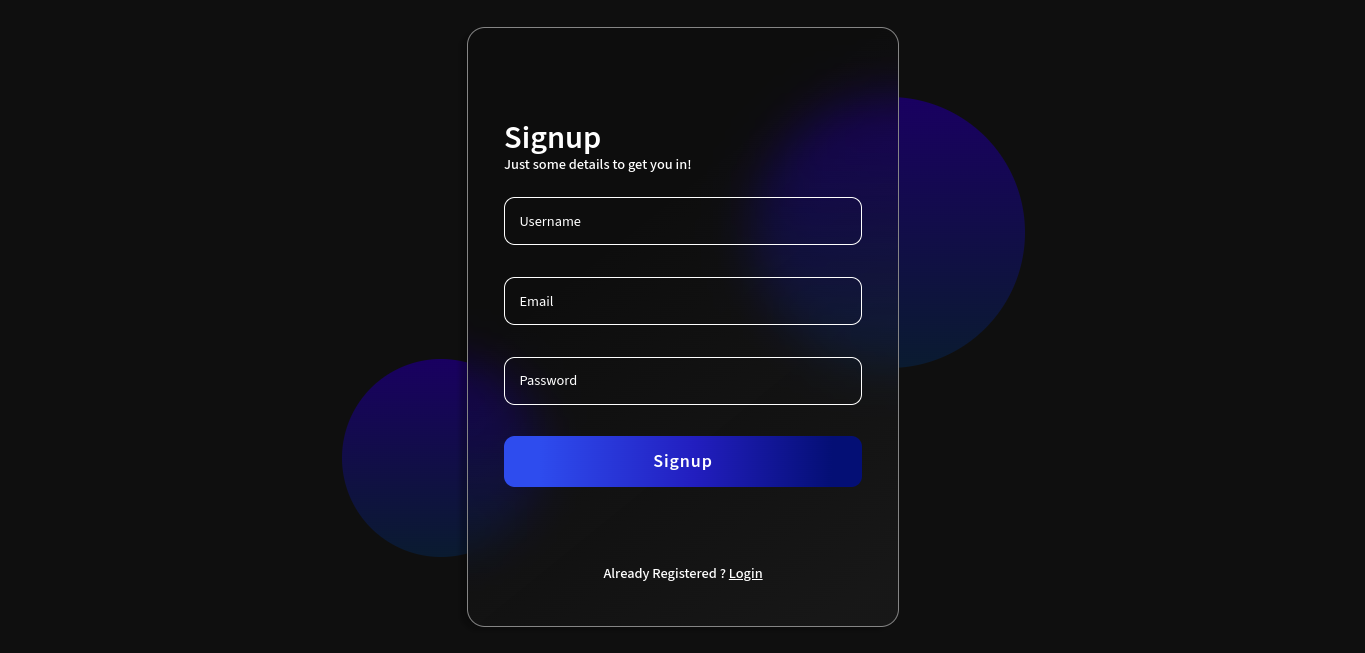 Signup
Just some details to get you in!
Username
Email
Password
Signup
Already Registered ? Login